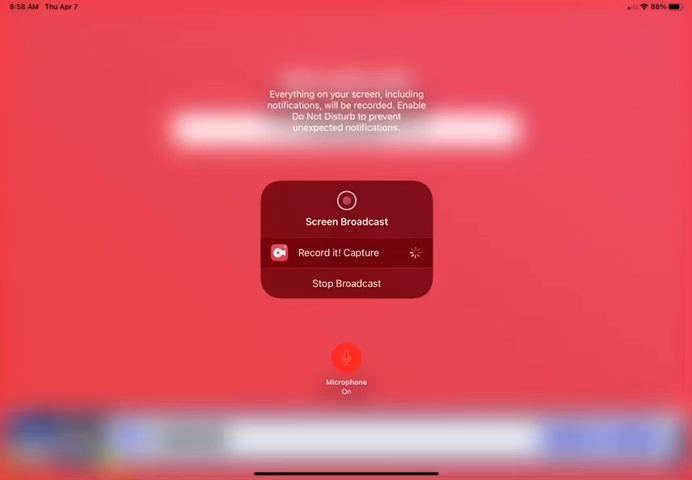 8:58 AM Thu Apr 7
88%
Everything on your screen, including
notifications, will be recorded. Enable
Do Not Disturb to prevent
unexpected notifications.
Screen Broadcast
Record it! Capture
Stop Broadcast
Microphone
On